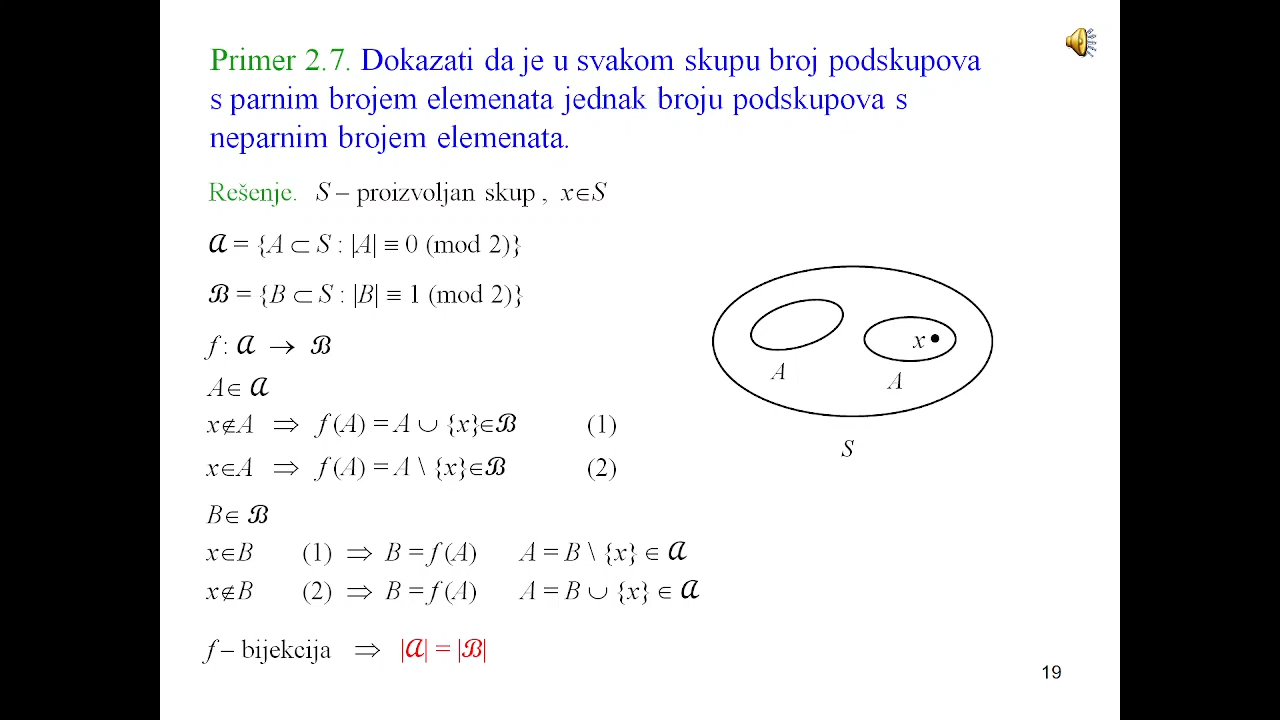 Primer 2.7. Dokazati da je u svakom skupu broj podskupova
s parnim brojem elemenata jednak broju podskupova s
neparnim brojem elemenata.
Rešenje. S – proizvoljan skup , x∈S
𝒜 = {A ⊂ S : |A| ≡ 0 (mod 2)}
ℬ = {B ⊂ S : |B| ≡ 1 (mod 2)}
f : 𝒜 → ℬ
A∈ 𝒜
x∉A ⇒ f (A) = A ∪ {x}∈ℬ (1)
x∈A ⇒ f (A) = A \ {x}∈ℬ (2)
B∈ ℬ
x∈B (1) ⇒ B = f (A) A = B \ {x} ∈ 𝒜
x∉B (2) ⇒ B = f (A) A = B ∪ {x} ∈ 𝒜
f – bijekcija ⇒ |𝒜| = |ℬ|
x
A
A
S
19